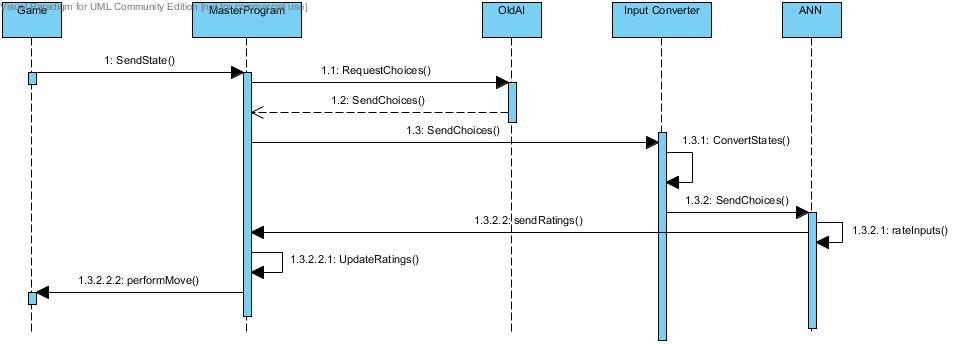 Visual Paradigm for UML Community Edition [not for commercial use]
Game
MasterProgram
OldAI
Input Converter
ANN
1: SendState()
1.1: RequestChoices()
1.2: SendChoices()
1.3: SendChoices()
1.3.1: ConvertStates()
1.3.2: SendChoices()
1.3.2.2: sendRatings()
1.3.2.1: rateInputs()
1.3.2.2.1: UpdateRatings()
1.3.2.2.2: performMove()